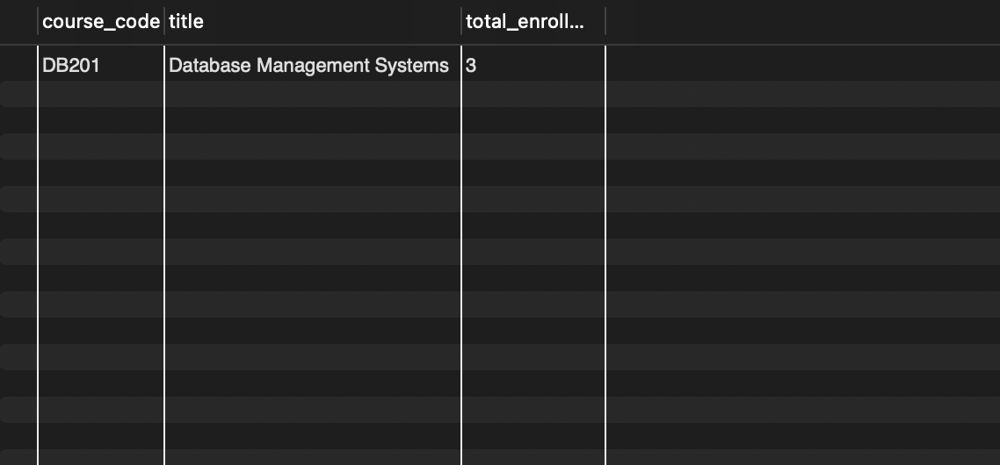 course_code title total_enroll...
DB201 Database Management Systems 3